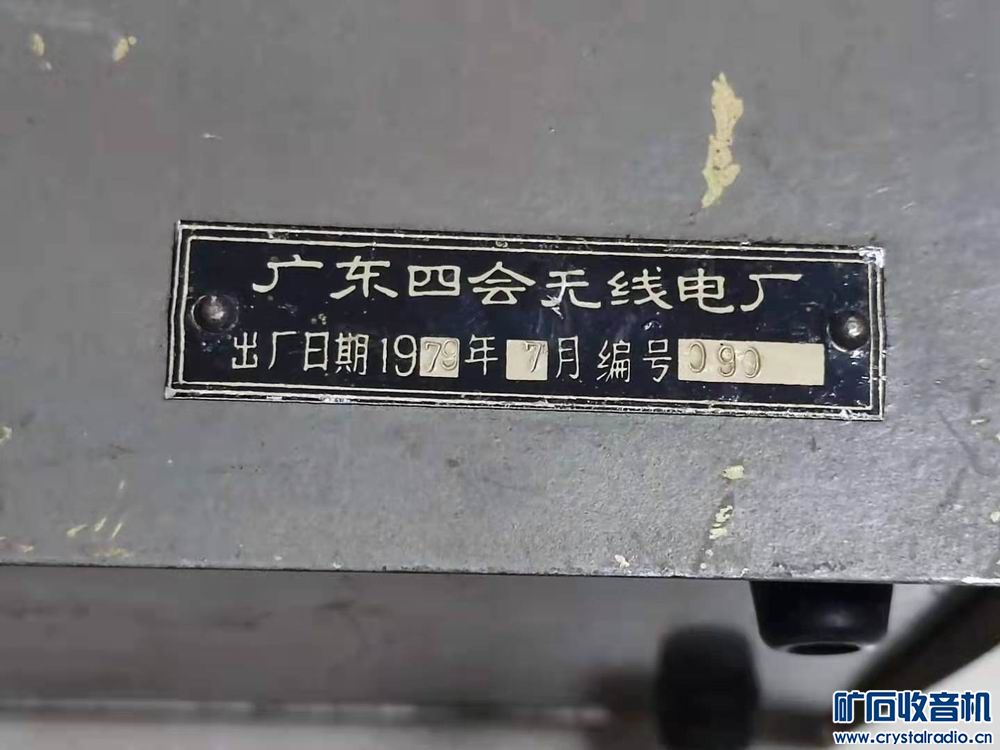 广东四会无线电厂
出厂日期1979年7月编号090
矿石收音机
www.crystalradio.cn